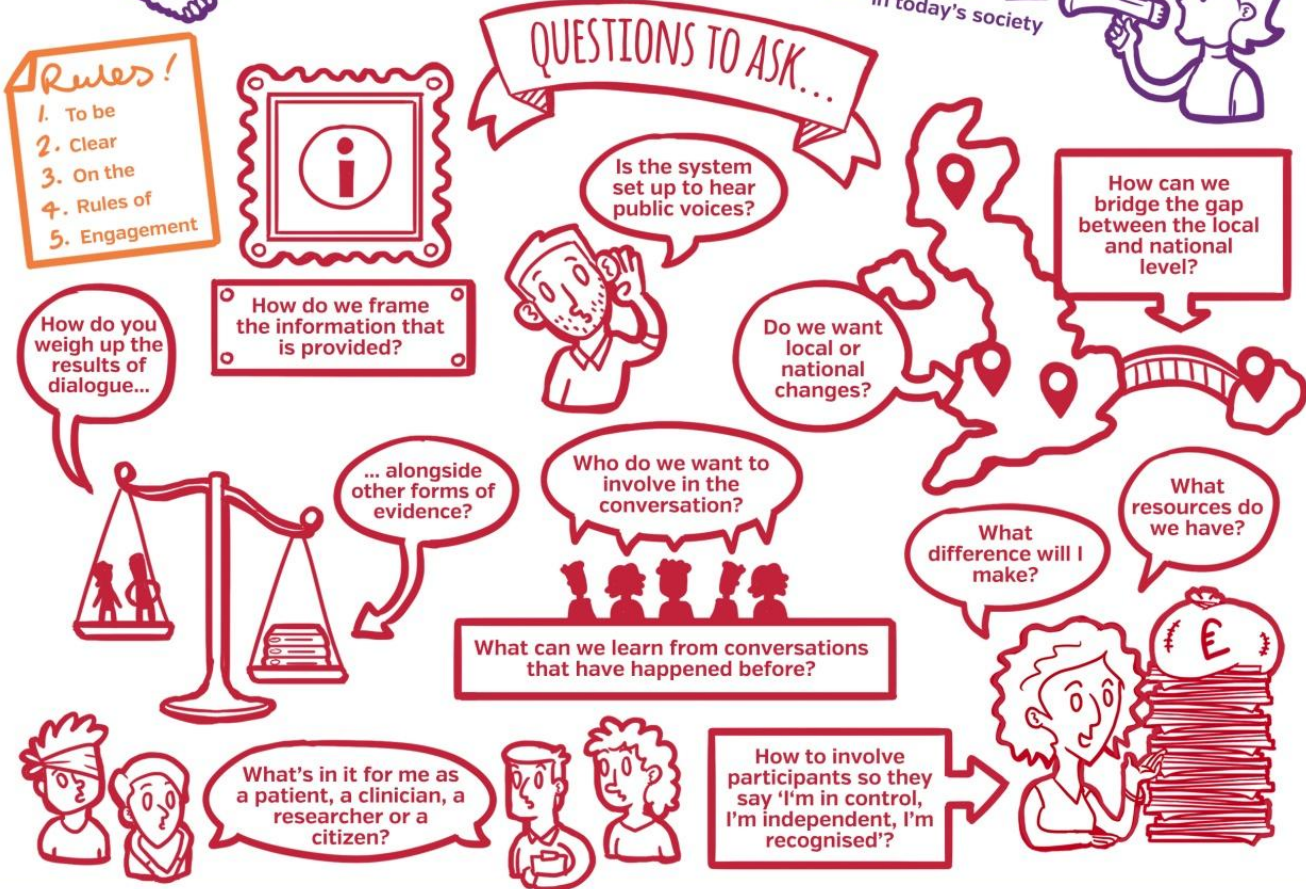 in today's society
QUESTIONS TO ASK...
Rules!
1. To be
2. Clear
3. On the
4. Rules of
5. Engagement
i
How do we frame
the information that
is provided?
Is the system
set up to hear
public voices?
How can we
bridge the gap
between the local
and national
level?
Do we want
local or
national
changes?
How do you
weigh up the
results of
dialogue...
... alongside
other forms of
evidence?
Who do we want to
involve in the
conversation?
What can we learn from conversations
that have happened before?
What
difference will I
make?
What
resources do
we have?
£
What's in it for me as
a patient, a clinician, a
researcher or a
citizen?
How to involve
participants so they
say 'I'm in control,
I'm independent, I'm
recognised'?